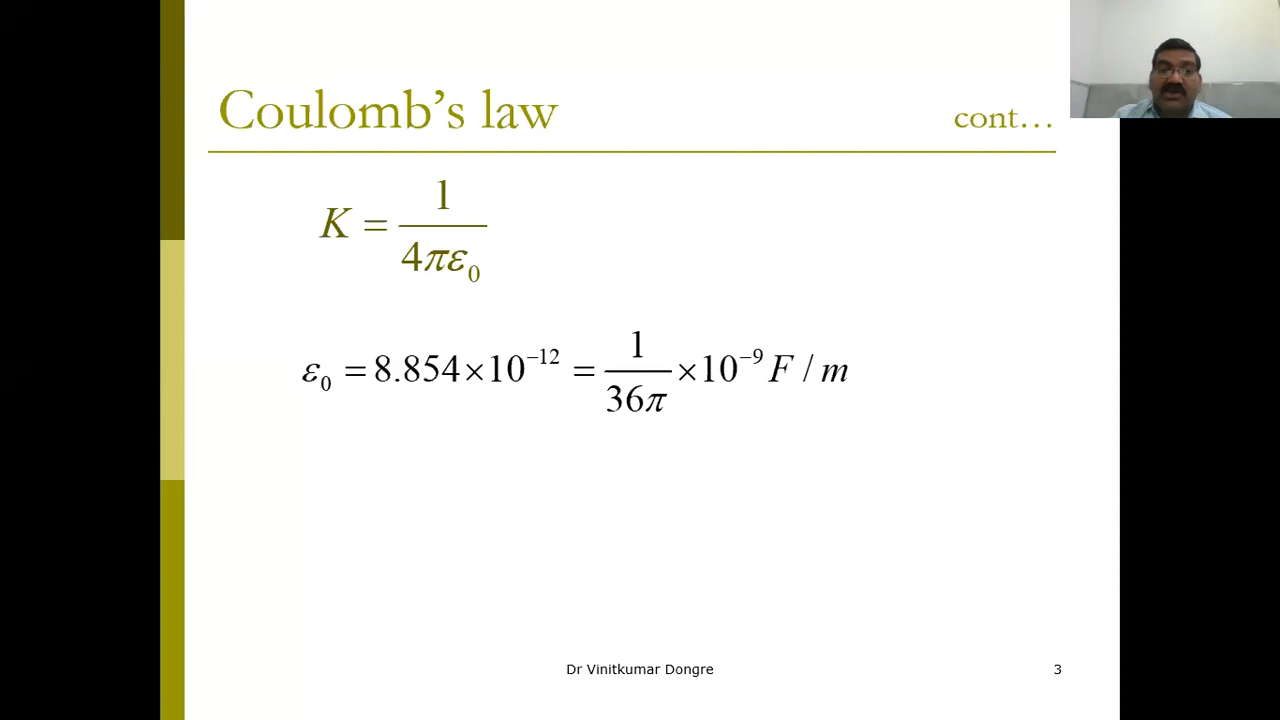 Coulomb's law
cont...
K = 1 / 4πε₀
ε₀ = 8.854×10⁻¹² = 1 / 36π ×10⁻⁹ F / m
Dr Vinitkumar Dongre
3